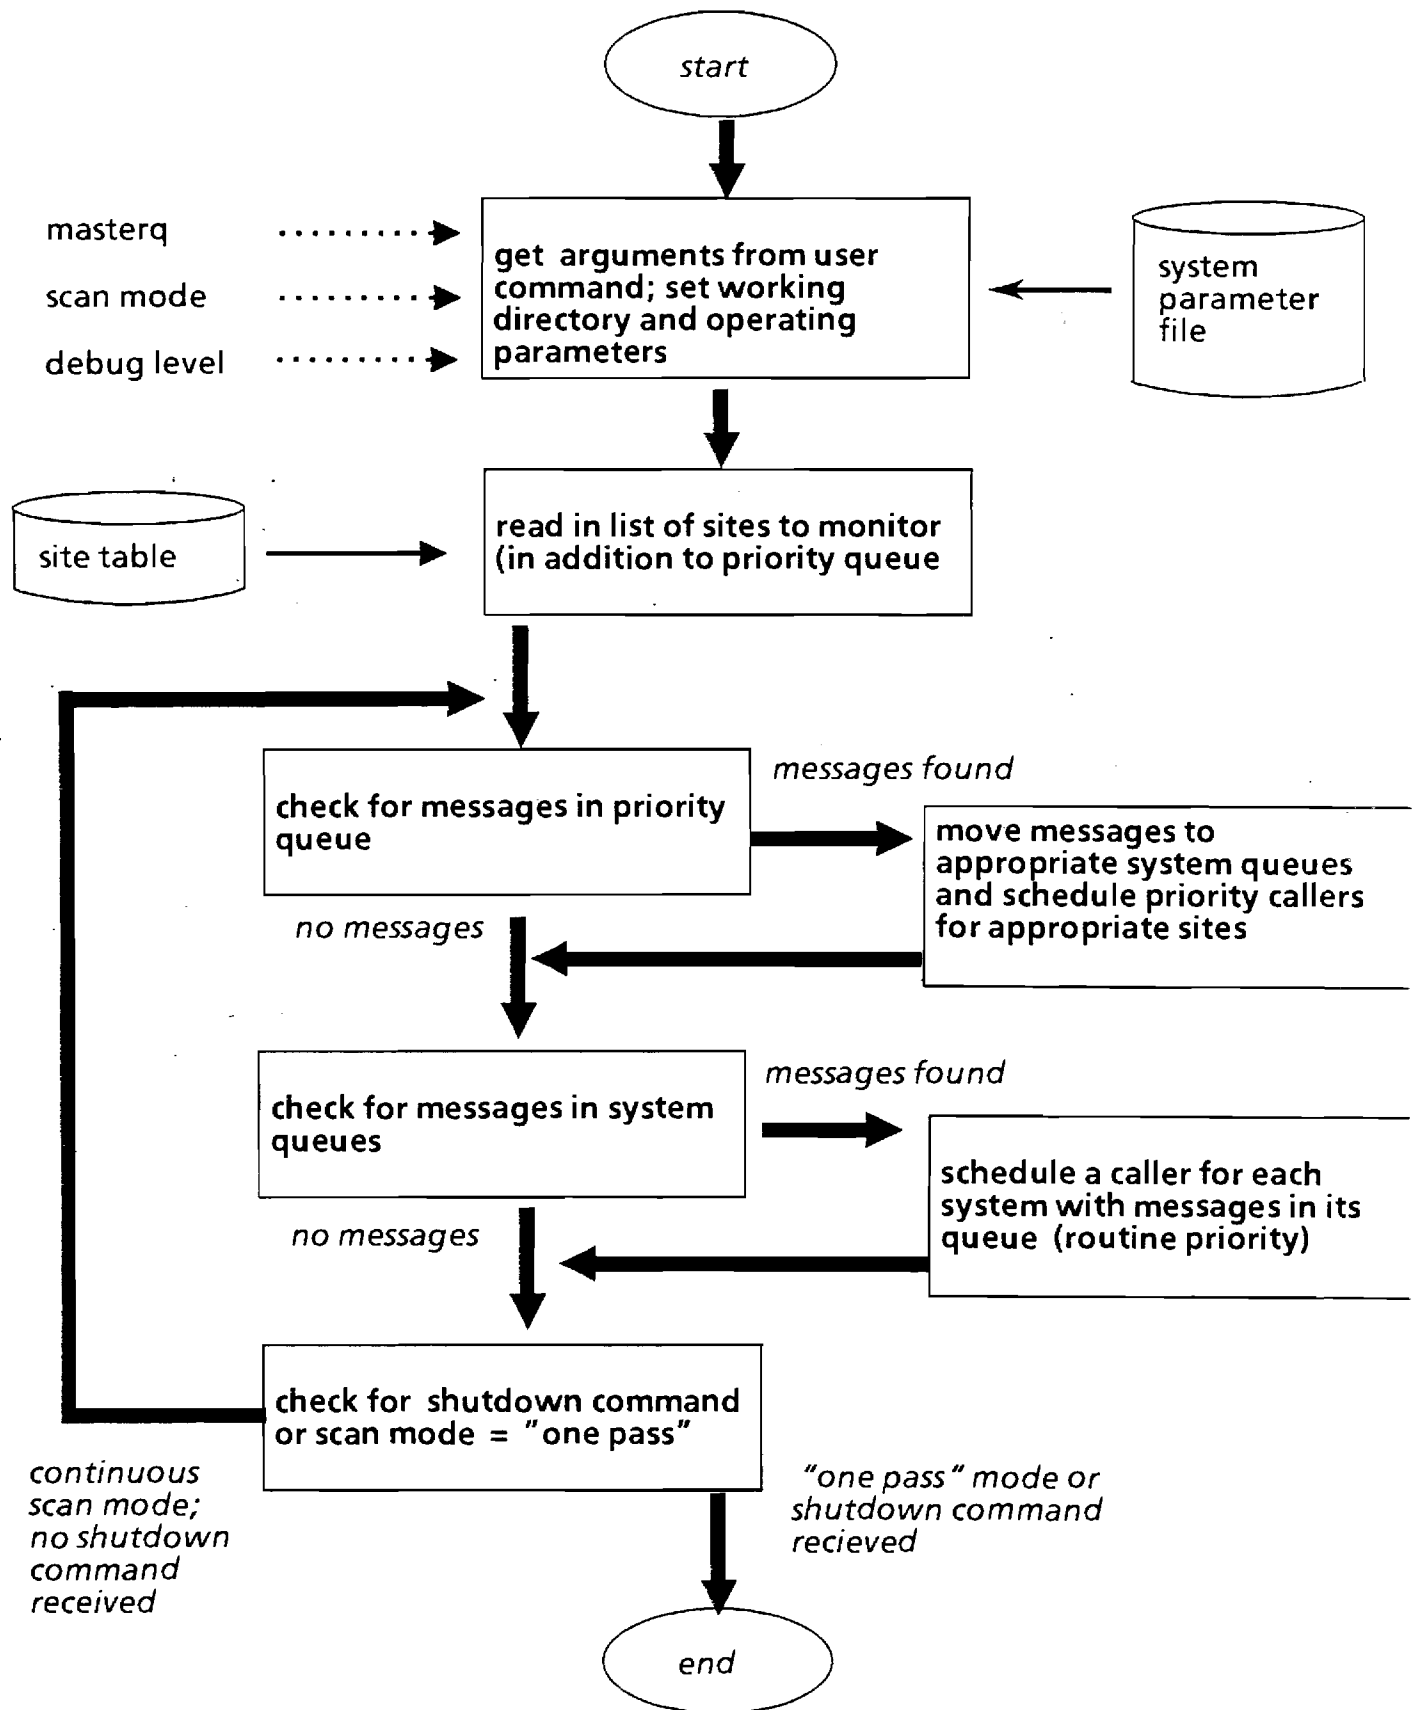 start
masterq
scan mode
debug level
get arguments from user
command; set working
directory and operating
parameters
system
parameter
file
site table
read in list of sites to monitor
(in addition to priority queue
check for messages in priority
queue
messages found
move messages to
appropriate system queues
and schedule priority callers
for appropriate sites
no messages
check for messages in system
queues
messages found
schedule a caller for each
system with messages in its
queue (routine priority)
no messages
check for shutdown command
or scan mode = "one pass"
continuous
scan mode;
no shutdown
command
received
"one pass" mode or
shutdown command
recieved
end